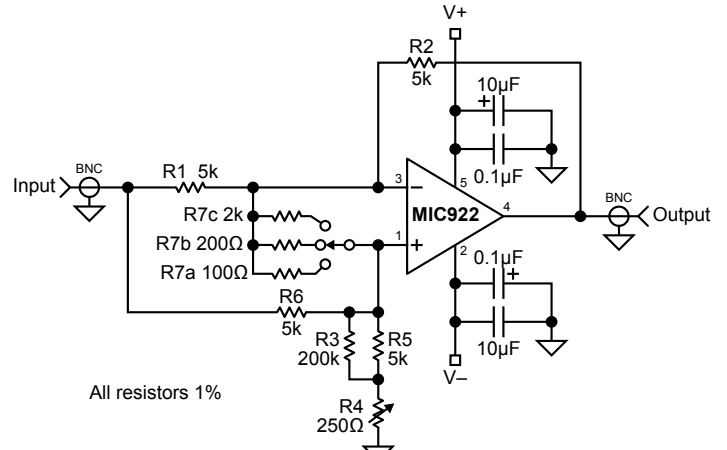 V+
R2
5k
10µF
+
0.1µF
BNC
Input
R1 5k
3
–
5
MIC922
4
BNC
Output
R7c 2k
R7b 200Ω
R7a 100Ω
1
+
2
0.1µF
+
10µF
V–
R6
5k
R3
200k
R5
5k
R4
250Ω
All resistors 1%